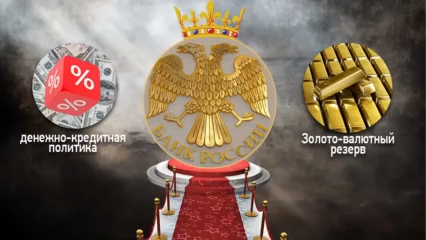 %
%
%
БАНК РОССИИ
денежно-кредитная
политика
Золото-валютный
резерв